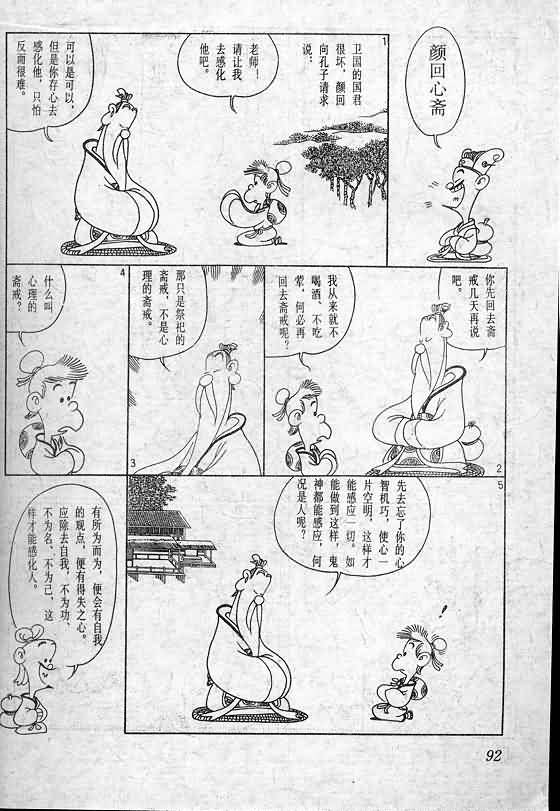 颜回心斋
1
卫国的国君
很坏，颜回
向孔子请求
说：
老师！
请让我
去感化
他吧。
可以是可以，
但是你存心去
感化他，只怕
反而很难。
你先回去斋
戒几天再说
吧。
我从来就不
喝酒、不吃
荤，何必再
回去斋戒呢？
2
那只是祭祀的
斋戒，不是心
理的斋戒。
3
什么叫
心理的
斋戒？
4
5
先去忘了你的心
智机巧，使心一
片空明，这样才
能感应一切。如
能做到这样，鬼
神都能感应，何
况是人呢？
！
有所为而为，便会有自我
的观点，便有得失之心。
应除去自我，不为功、
不为名、不为己，这
样才能感化人。
92